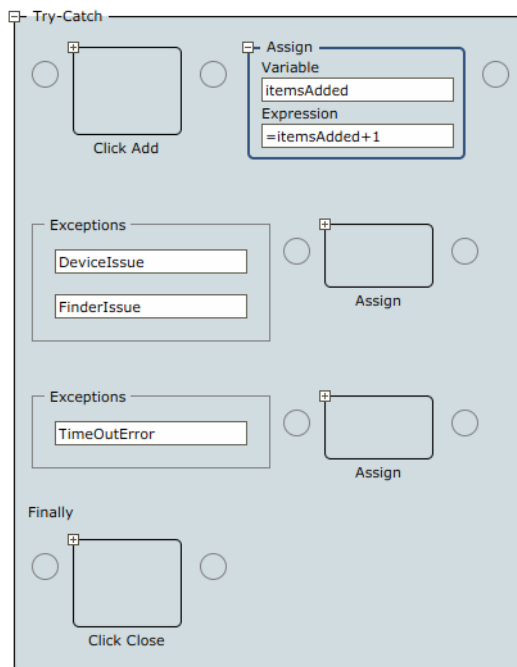 Try-Catch
Click Add
Assign
Variable
itemsAdded
Expression
=itemsAdded+1
Exceptions
DeviceIssue
FinderIssue
Assign
Exceptions
TimeOutError
Assign
Finally
Click Close